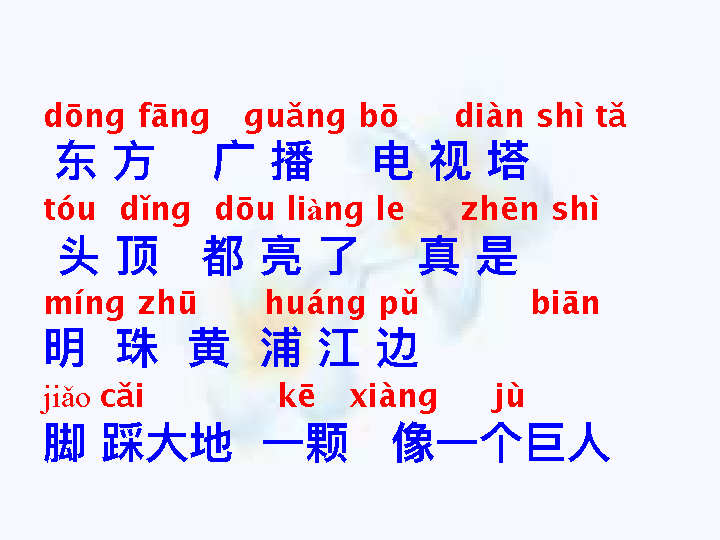 dōng fāng guǎng bō diàn shì tǎ
东方 广播 电视塔
tóu dǐng dōu liàng le zhēn shì
头顶 都亮了 真是
míng zhū huáng pǔ biān
明珠 黄浦江边
jiǎo cǎi kē xiàng jù
脚踩大地 一颗 像一个巨人